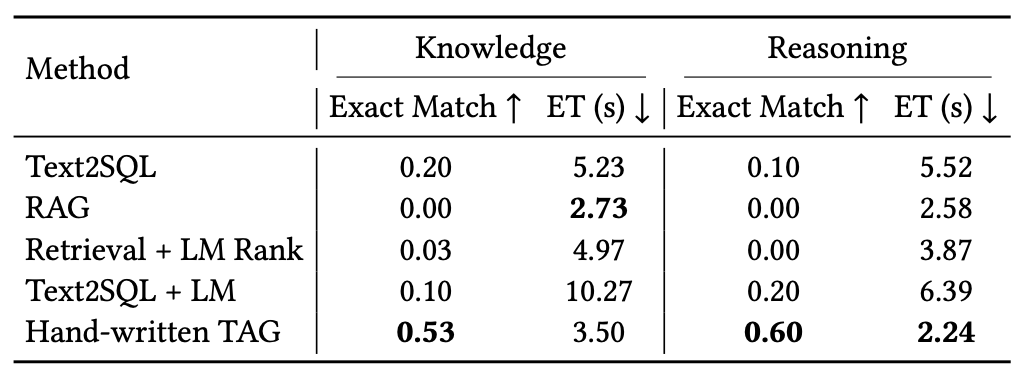 Method Knowledge Reasoning
Exact Match ↑ ET (s) ↓ Exact Match ↑ ET (s) ↓
Text2SQL 0.20 5.23 0.10 5.52
RAG 0.00 2.73 0.00 2.58
Retrieval + LM Rank 0.03 4.97 0.00 3.87
Text2SQL + LM 0.10 10.27 0.20 6.39
Hand-written TAG 0.53 3.50 0.60 2.24